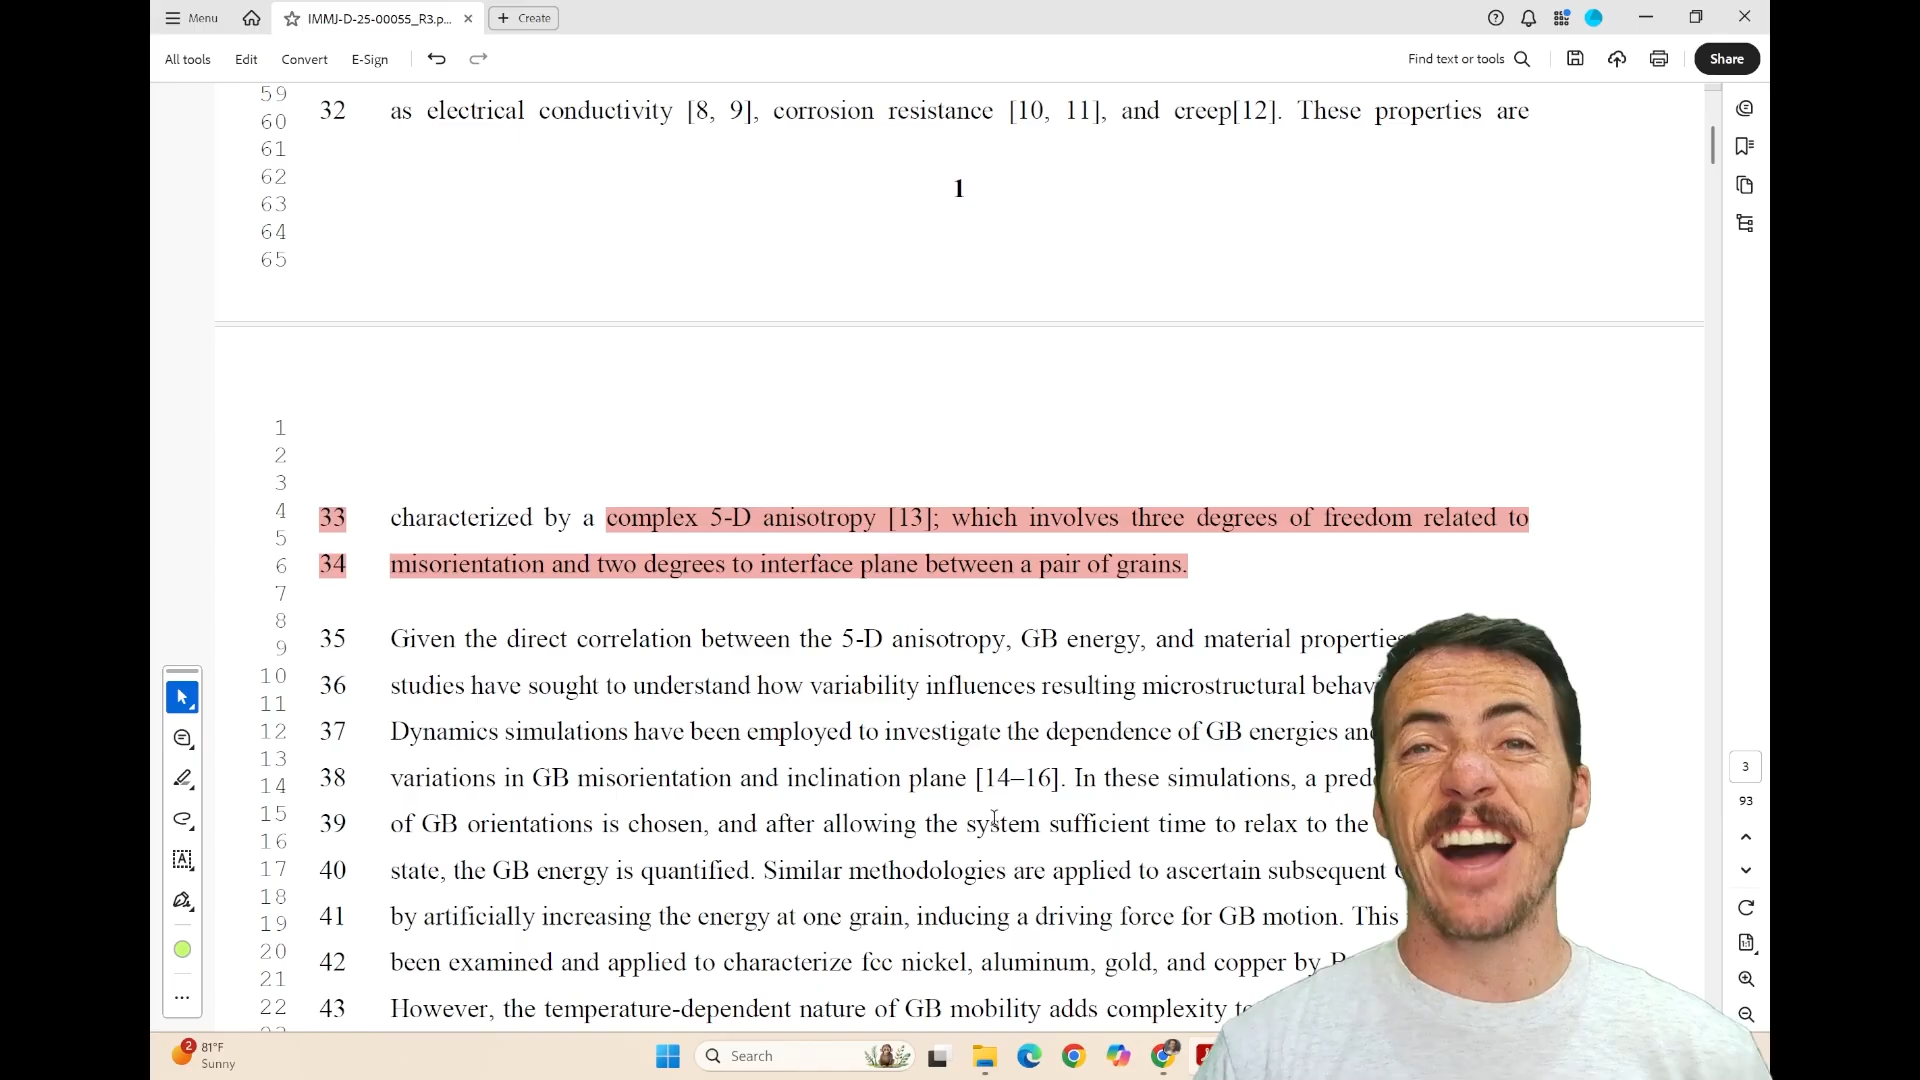 Menu
IMMJ-D-25-00055_R3.p...
Create
All tools
Edit
Convert
E-Sign
Find text or tools
Share
59
60
61
62
63
64
65
32 as electrical conductivity [8, 9], corrosion resistance [10, 11], and creep[12]. These properties are
1
1
2
3
4
5
6
7
8
9
10
11
12
13
14
15
16
17
18
19
20
21
22
33 characterized by a complex 5-D anisotropy [13]; which involves three degrees of freedom related to
34 misorientation and two degrees to interface plane between a pair of grains.
35 Given the direct correlation between the 5-D anisotropy, GB energy, and material properties
36 studies have sought to understand how variability influences resulting microstructural
37 Dynamics simulations have been employed to investigate the dependence of GB energies
38 variations in GB misorientation and inclination plane [14–16]. In these simulations, a
39 of GB orientations is chosen, and after allowing the system sufficient time to relax to the
40 state, the GB energy is quantified. Similar methodologies are applied to ascertain subsequent
41 by artificially increasing the energy at one grain, inducing a driving force for GB motion. This
42 been examined and applied to characterize fcc nickel, aluminum, gold, and copper by
43 However, the temperature-dependent nature of GB mobility adds complexity
3
93
1:1
2
81°F
Sunny
Search